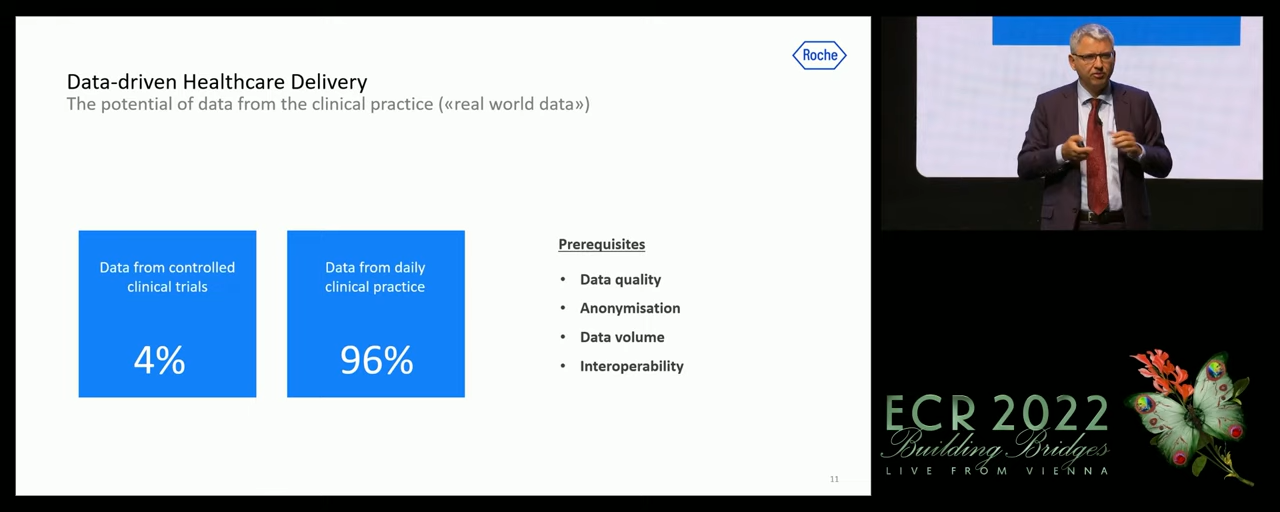 Roche
Data-driven Healthcare Delivery
The potential of data from the clinical practice («real world data»)
Data from controlled
clinical trials
4%
Data from daily
clinical practice
96%
Prerequisites
• Data quality
• Anonymisation
• Data volume
• Interoperability
11
ECR 2022
Building Bridges
LIVE FROM VIENNA